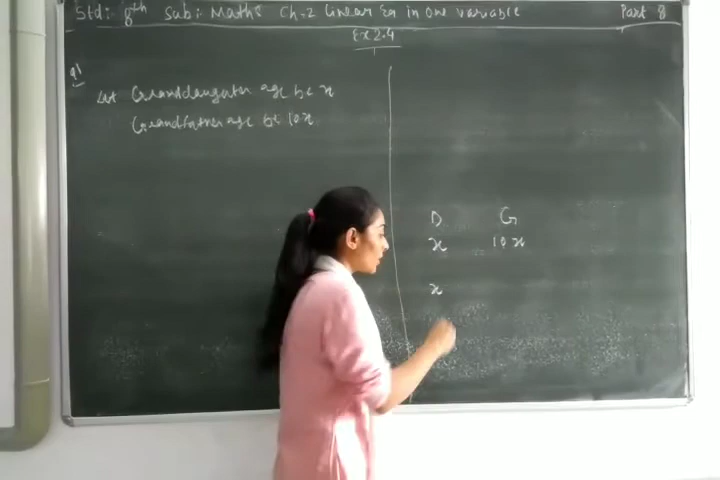 Std: 8th Sub: Maths Ch-2 Linear Eq in One Variable Part 8
Ex 2.4
Q1
Let Granddaughter age be x
Grandfather age be 10x
D G
x 10x
x